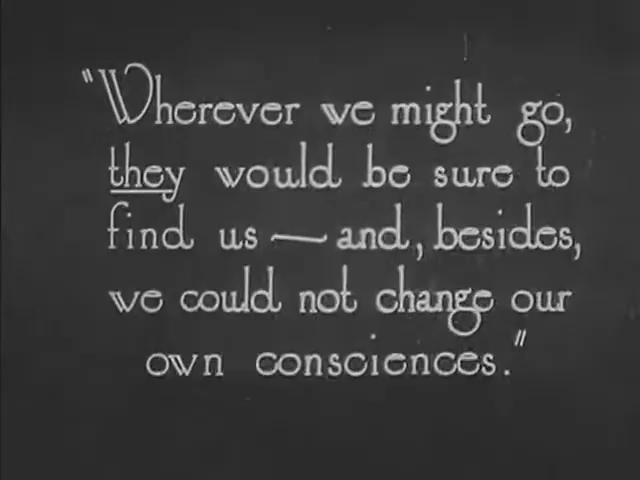 "Wherever we might go,
they would be sure to
find us — and, besides,
we could not change our
own consciences."